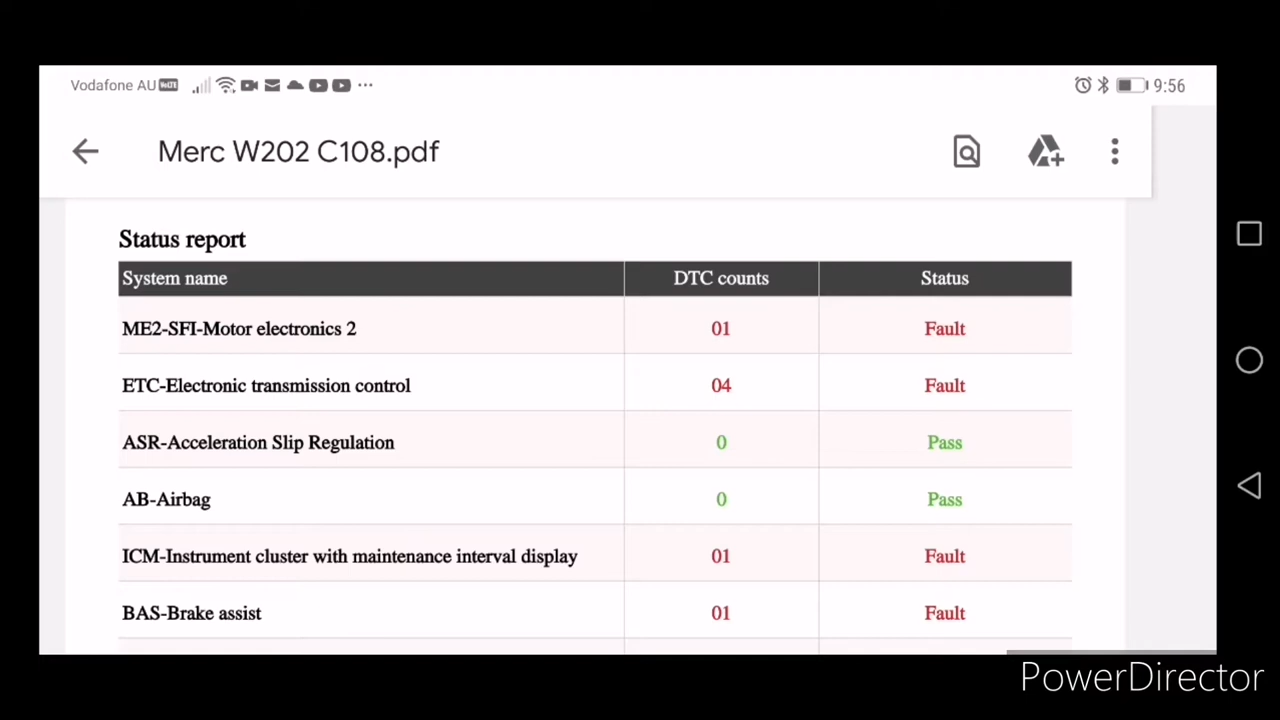 Vodafone AU VoLTE 9:56
Merc W202 C108.pdf
Status report
System name DTC counts Status
ME2-SFI-Motor electronics 2 01 Fault
ETC-Electronic transmission control 04 Fault
ASR-Acceleration Slip Regulation 0 Pass
AB-Airbag 0 Pass
ICM-Instrument cluster with maintenance interval display 01 Fault
BAS-Brake assist 01 Fault
PowerDirector